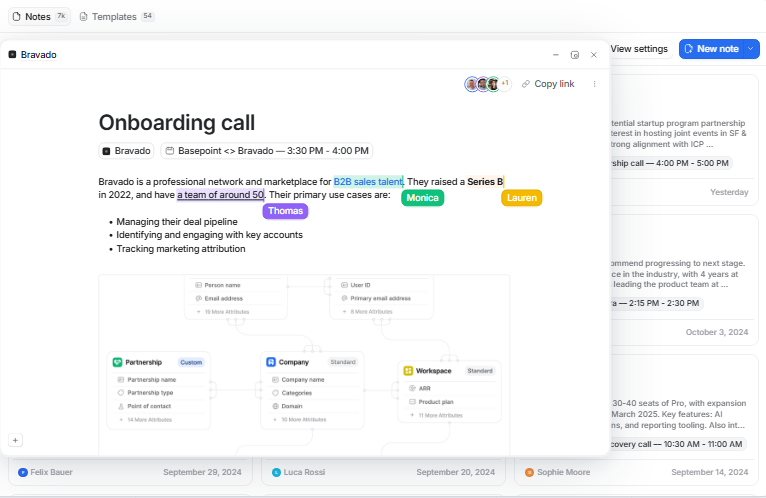 Notes 7k Templates 54
View settings New note
Bravado
+1 Copy link
Onboarding call
Bravado Basepoint <> Bravado — 3:30 PM - 4:00 PM
Bravado is a professional network and marketplace for B2B sales talent. They raised a Series B
in 2022, and have a team of around 50. Their primary use cases are:
Monica Lauren
Thomas
• Managing their deal pipeline
• Identifying and engaging with key accounts
• Tracking marketing attribution
Person name User ID
Email address Primary email address
+ 19 More Attributes + 8 More Attributes
Partnership Custom
Partnership name
Partnership type
Point of contact
+ 14 More Attributes
Company Standard
Company name
Categories
Domain
+ 10 More Attributes
Workspace Standard
ARR
Product plan
+ 11 More Attributes
+
tential startup program partnership
terest in hosting joint events in SF &
trong alignment with ICP ...
rship call — 4:00 PM - 5:00 PM
Yesterday
ommend progressing to next stage.
ce in the industry, with 4 years at
leading the product team at ...
a — 2:15 PM - 2:30 PM
October 3, 2024
30-40 seats of Pro, with expansion
March 2025. Key features: AI
ns, and reporting tooling. Also int...
covery call — 10:30 AM - 11:00 AM
F Felix Bauer September 29, 2024
Luca Rossi September 20, 2024
Sophie Moore September 14, 2024